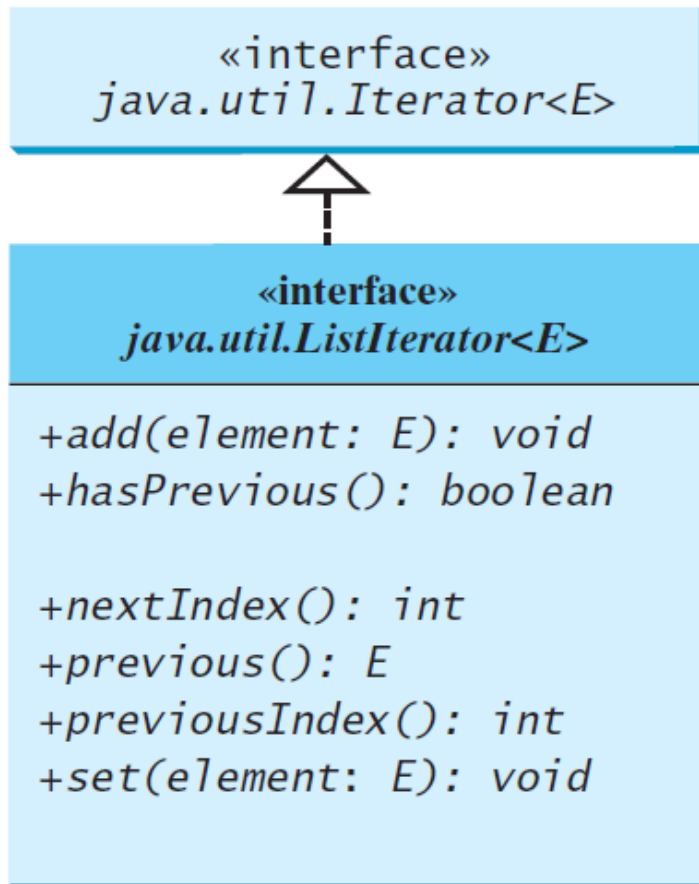 «interface»
java.util.Iterator<E>
«interface»
java.util.ListIterator<E>
+add(element: E): void
+hasPrevious(): boolean
+nextIndex(): int
+previous(): E
+previousIndex(): int
+set(element: E): void